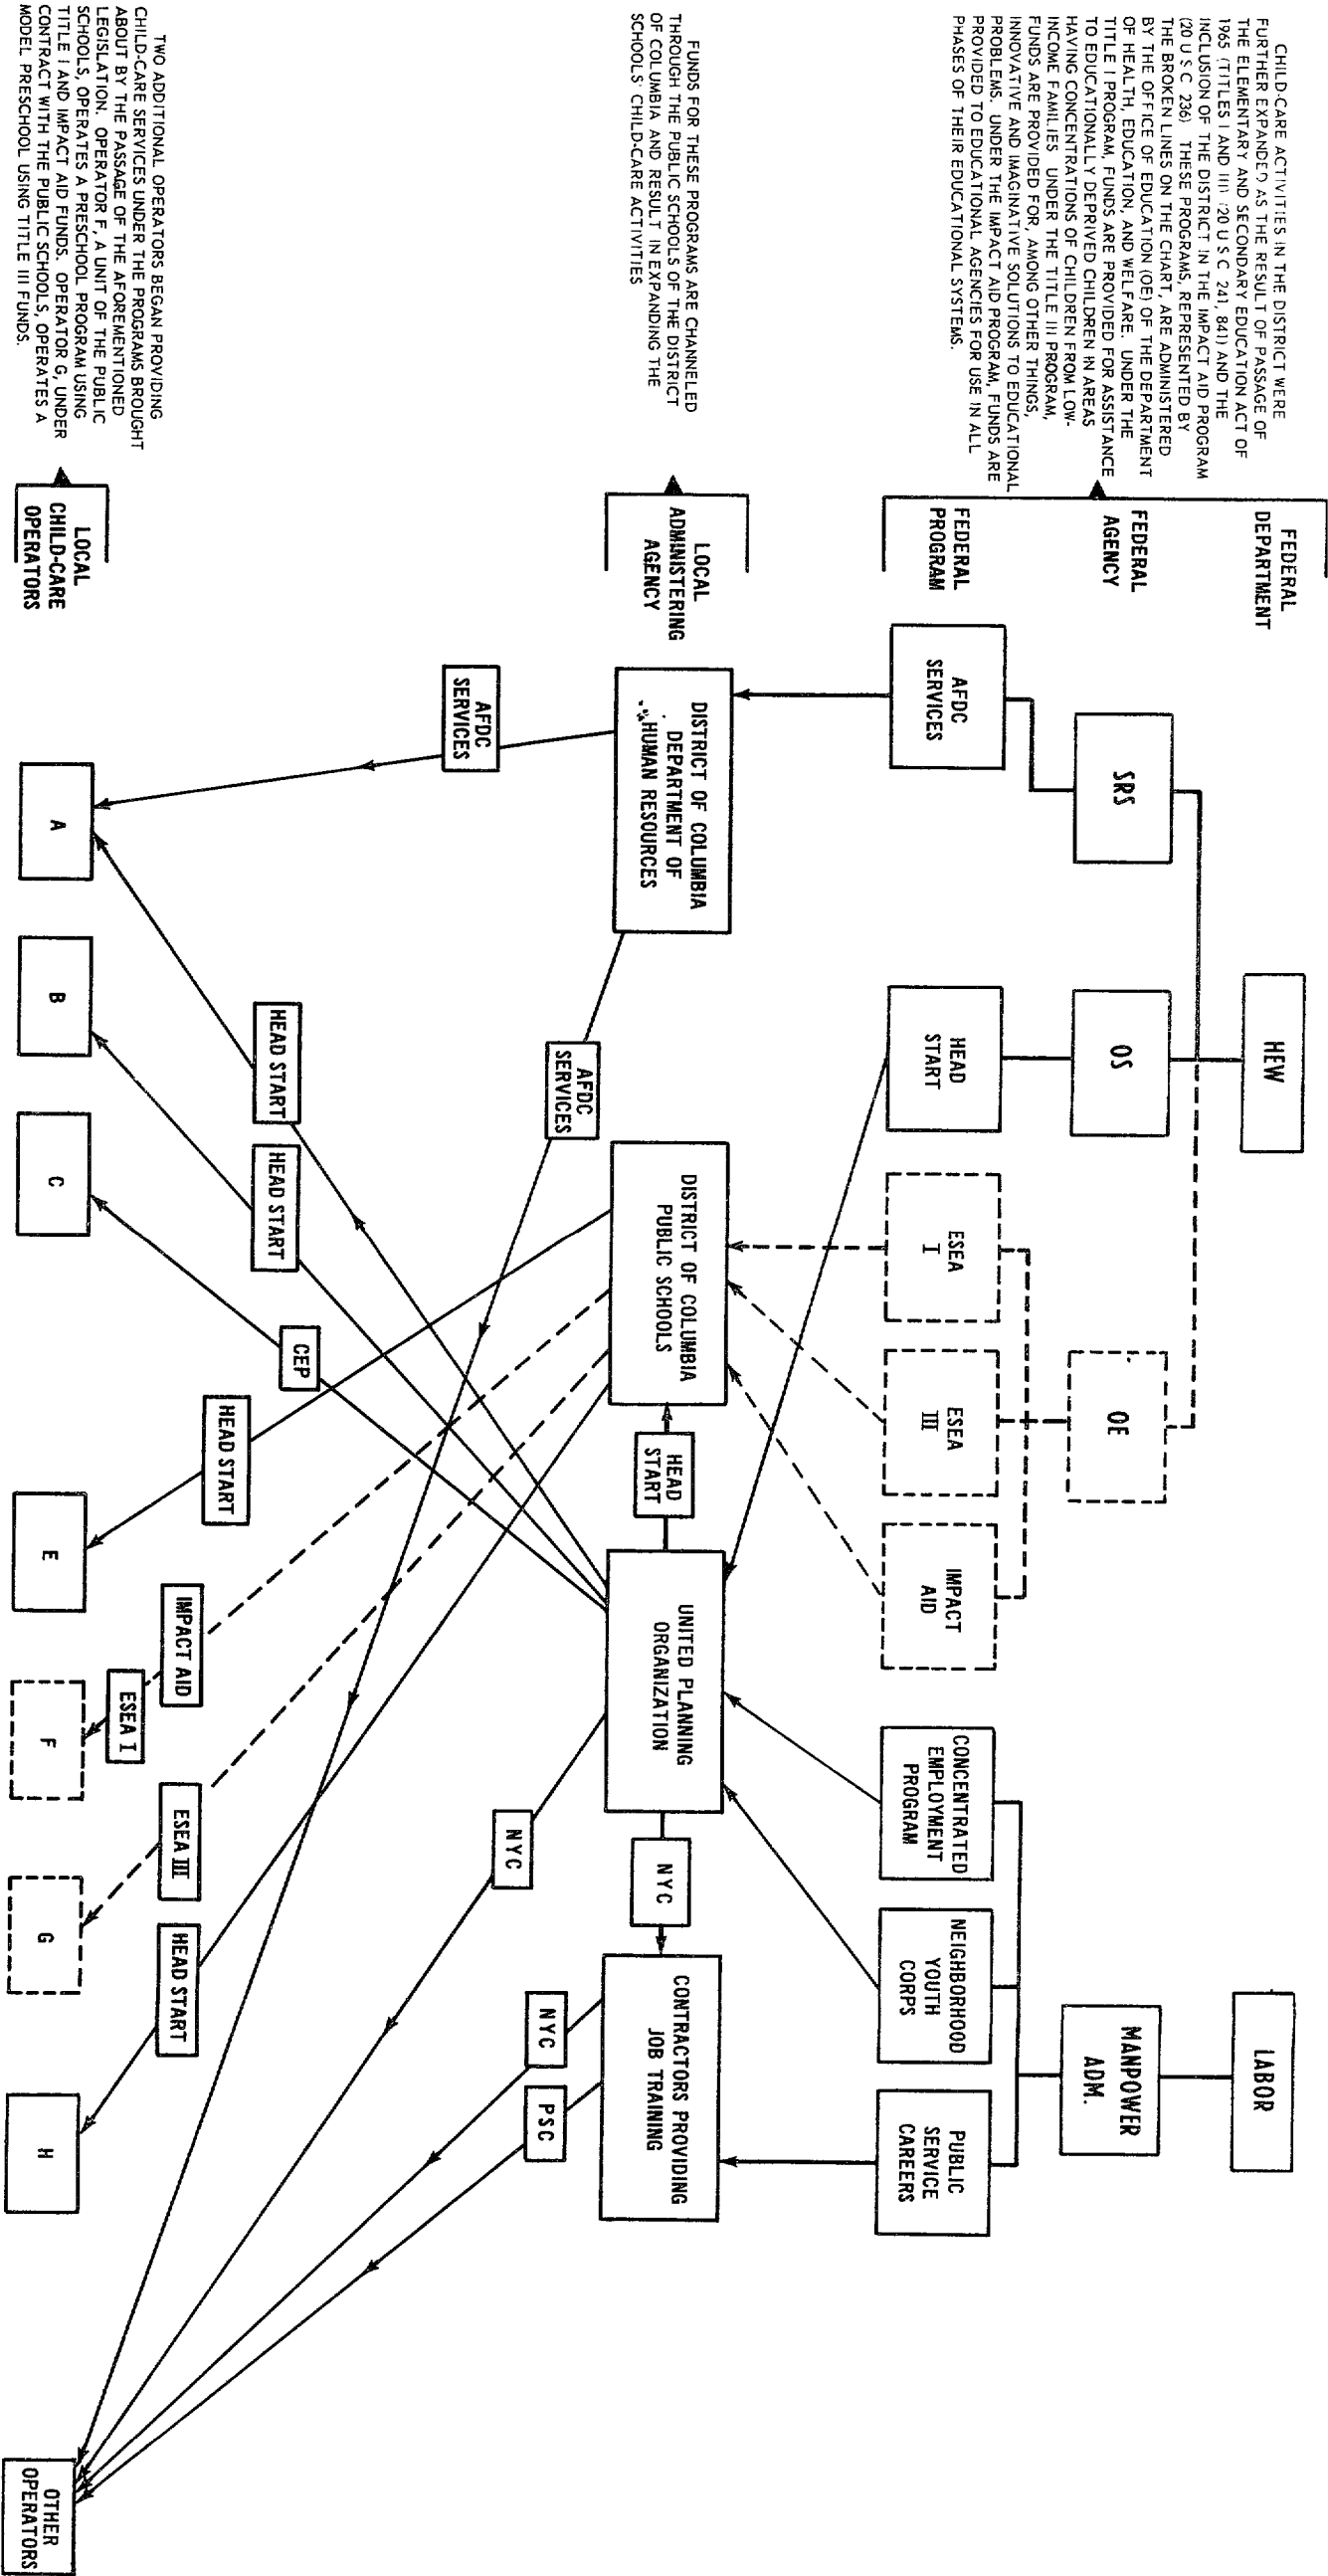 CHILD-CARE ACTIVITIES IN THE DISTRICT WERE
FURTHER EXPANDED AS THE RESULT OF PASSAGE OF
THE ELEMENTARY AND SECONDARY EDUCATION ACT OF
1965 (TITLES I AND III) (20 U S C 241, 841) AND THE
INCLUSION OF THE DISTRICT IN THE IMPACT AID PROGRAM
(20 U S C 236) THESE PROGRAMS, REPRESENTED BY
THE BROKEN LINES ON THE CHART, ARE ADMINISTERED
BY THE OFFICE OF EDUCATION (OE) OF THE DEPARTMENT
OF HEALTH, EDUCATION, AND WELFARE. UNDER THE
TITLE I PROGRAM, FUNDS ARE PROVIDED FOR ASSISTANCE
TO EDUCATIONALLY DEPRIVED CHILDREN IN AREAS
HAVING CONCENTRATIONS OF CHILDREN FROM LOW-
INCOME FAMILIES UNDER THE TITLE III PROGRAM,
FUNDS ARE PROVIDED FOR, AMONG OTHER THINGS,
INNOVATIVE AND IMAGINATIVE SOLUTIONS TO EDUCATIONAL
PROBLEMS. UNDER THE IMPACT AID PROGRAM, FUNDS ARE
PROVIDED TO EDUCATIONAL AGENCIES FOR USE IN ALL
PHASES OF THEIR EDUCATIONAL SYSTEMS.
FUNDS FOR THESE PROGRAMS ARE CHANNELED
THROUGH THE PUBLIC SCHOOLS OF THE DISTRICT
OF COLUMBIA AND RESULT IN EXPANDING THE
SCHOOLS' CHILD-CARE ACTIVITIES
TWO ADDITIONAL OPERATORS BEGAN PROVIDING
CHILD-CARE SERVICES UNDER THE PROGRAMS BROUGHT
ABOUT BY THE PASSAGE OF THE AFOREMENTIONED
LEGISLATION. OPERATOR F, A UNIT OF THE PUBLIC
SCHOOLS, OPERATES A PRESCHOOL PROGRAM USING
TITLE I AND IMPACT AID FUNDS. OPERATOR G, UNDER
CONTRACT WITH THE PUBLIC SCHOOLS, OPERATES A
MODEL PRESCHOOL USING TITLE III FUNDS.
FEDERAL
DEPARTMENT
FEDERAL
AGENCY
FEDERAL
PROGRAM
LOCAL
ADMINISTERING
AGENCY
LOCAL
CHILD-CARE
OPERATORS
HEW
LABOR
SRS
OS
OE
MANPOWER
ADM.
AFDC
SERVICES
HEAD
START
ESEA
I
ESEA
III
IMPACT
AID
CONCENTRATED
EMPLOYMENT
PROGRAM
NEIGHBORHOOD
YOUTH
CORPS
PUBLIC
SERVICE
CAREERS
DISTRICT OF COLUMBIA
DEPARTMENT OF
HUMAN RESOURCES
DISTRICT OF COLUMBIA
PUBLIC SCHOOLS
HEAD
START
UNITED PLANNING
ORGANIZATION
NYC
CONTRACTORS PROVIDING
JOB TRAINING
AFDC
SERVICES
AFDC
SERVICES
NYC
NYC
PSC
HEAD START
HEAD START
CEP
HEAD START
IMPACT AID
ESEA I
ESEA III
HEAD START
A
B
C
E
F
G
H
OTHER
OPERATORS